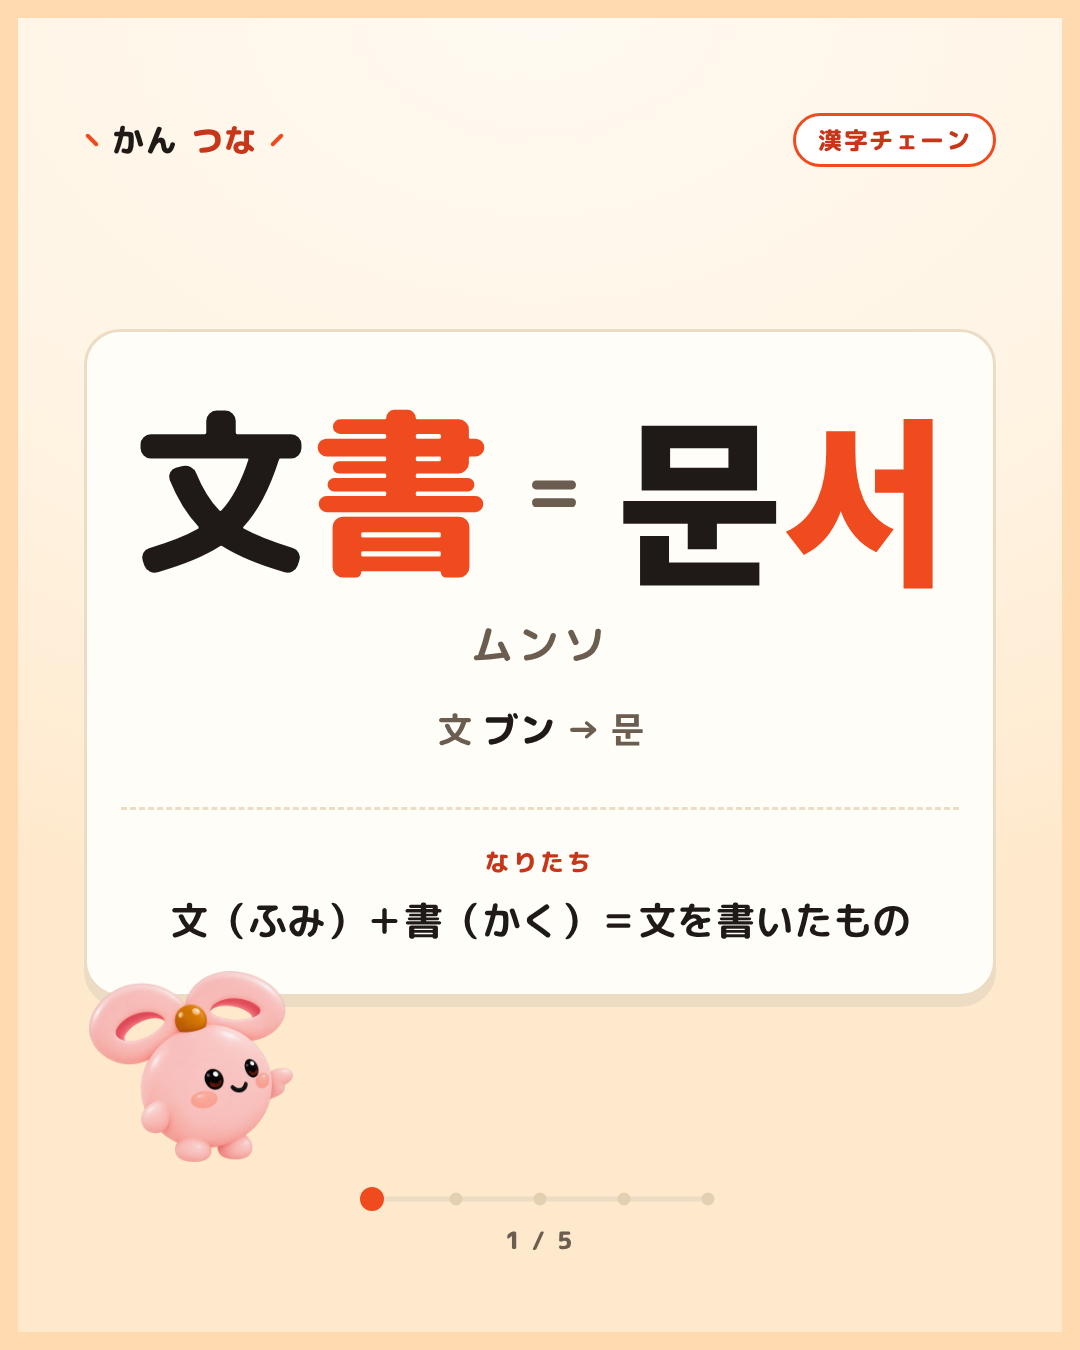 かん つな
漢字チェーン
文書 = 문서
ムンソ
文 ブン → 문
なりたち
文（ふみ）＋書（かく）＝文を書いたもの
1 / 5